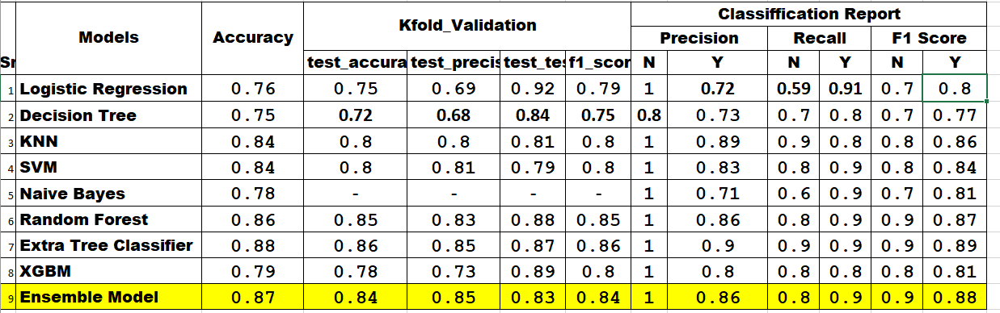 Classiffication Report
Kfold_Validation
Models Accuracy Precision Recall F1 Score
Sr test_accura test_precis test_tes f1_scor N Y N Y N Y
1 Logistic Regression 0.76 0.75 0.69 0.92 0.79 1 0.72 0.59 0.91 0.7 0.8
2 Decision Tree 0.75 0.72 0.68 0.84 0.75 0.8 0.73 0.7 0.8 0.7 0.77
3 KNN 0.84 0.8 0.8 0.81 0.8 1 0.89 0.9 0.8 0.8 0.86
4 SVM 0.84 0.8 0.81 0.79 0.8 1 0.83 0.8 0.9 0.8 0.84
5 Naive Bayes 0.78 - - - - 1 0.71 0.6 0.9 0.7 0.81
6 Random Forest 0.86 0.85 0.83 0.88 0.85 1 0.86 0.8 0.9 0.9 0.87
7 Extra Tree Classifier 0.88 0.86 0.85 0.87 0.86 1 0.9 0.9 0.9 0.9 0.89
8 XGBM 0.79 0.78 0.73 0.89 0.8 1 0.8 0.8 0.8 0.8 0.81
9 Ensemble Model 0.87 0.84 0.85 0.83 0.84 1 0.86 0.8 0.9 0.9 0.88